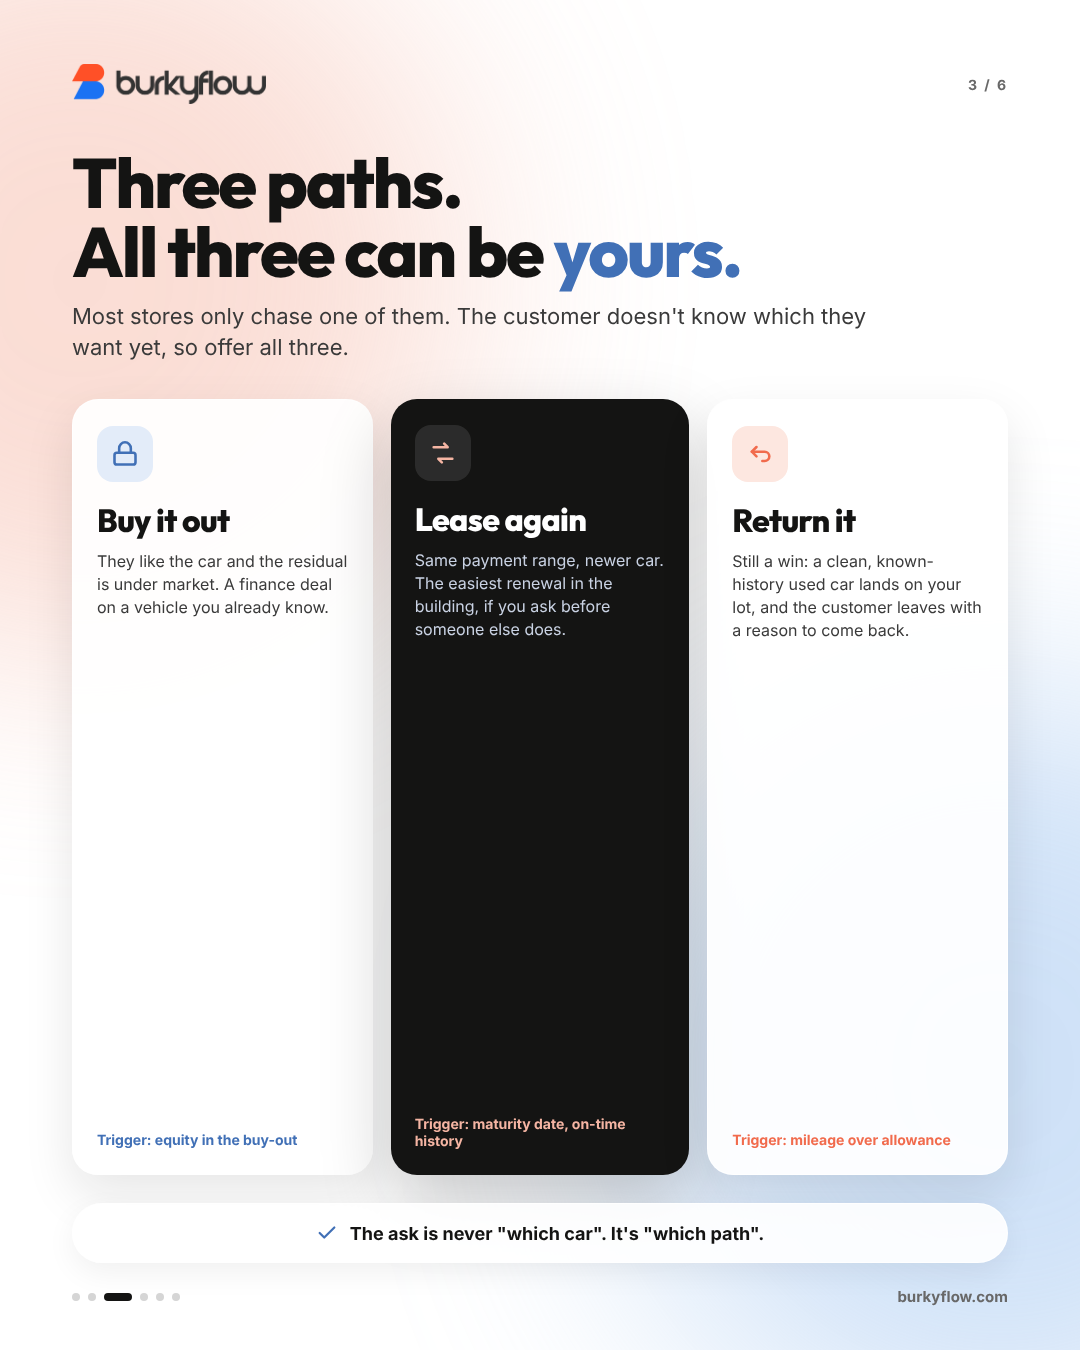 burkyflow
3 / 6
Three paths.
All three can be yours.
Most stores only chase one of them. The customer doesn't know which they
want yet, so offer all three.
Buy it out
They like the car and the residual
is under market. A finance deal
on a vehicle you already know.
Trigger: equity in the buy-out
Lease again
Same payment range, newer car.
The easiest renewal in the
building, if you ask before
someone else does.
Trigger: maturity date, on-time
history
Return it
Still a win: a clean, known-
history used car lands on your
lot, and the customer leaves with
a reason to come back.
Trigger: mileage over allowance
The ask is never "which car". It's "which path".
burkyflow.com